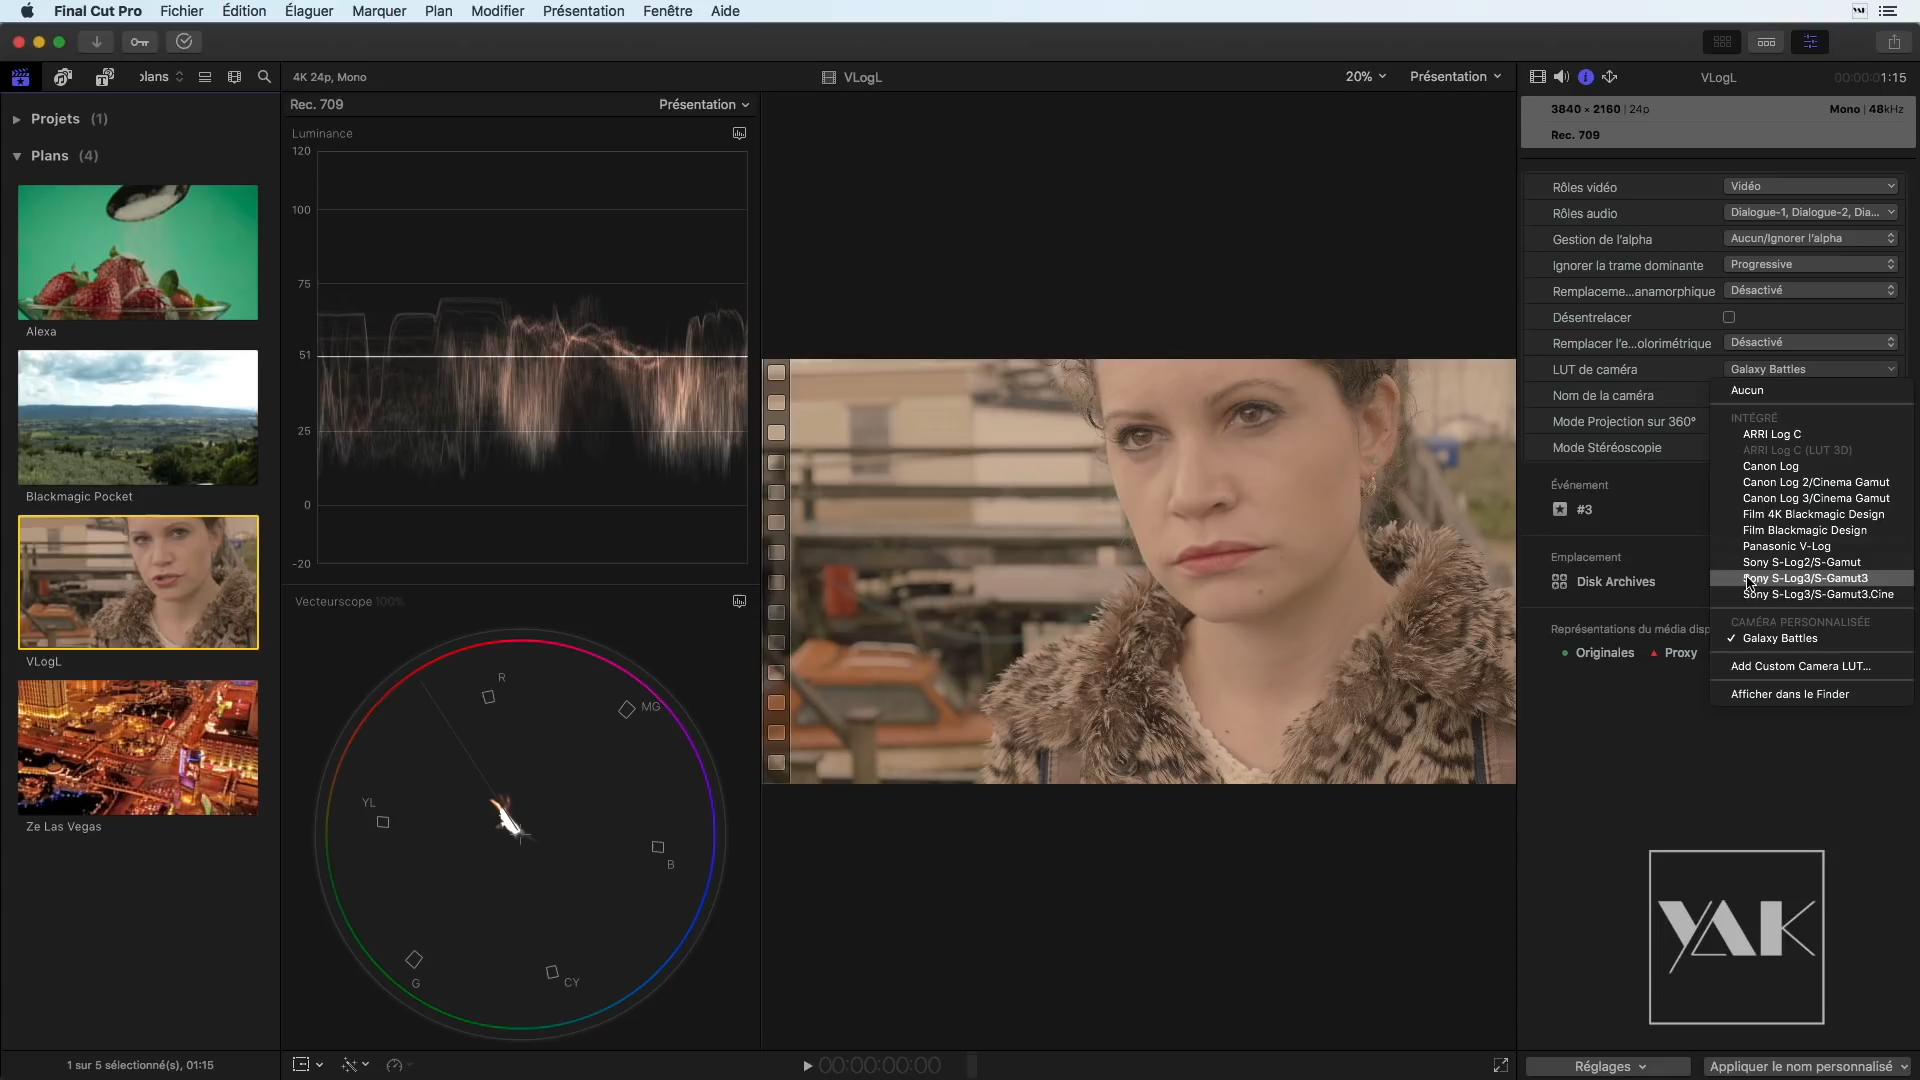 Final Cut Pro Fichier Édition Élaguer Marquer Plan Modifier Présentation Fenêtre Aide
plans
4K 24p, Mono
VLogL
20%
Présentation
VLogL
00:00:01:15
Projets (1)
Plans (4)
Alexa
Blackmagic Pocket
VLogL
Ze Las Vegas
1 sur 5 sélectionné(s), 01:15
Rec. 709
Présentation
Luminance
120
100
75
51
25
0
-20
Vecteurscope 100%
R
MG
YL
B
G
CY
00:00:00:00
3840 × 2160 | 24p
Mono | 48kHz
Rec. 709
Rôles vidéo
Vidéo
Rôles audio
Dialogue-1, Dialogue-2, Dia...
Gestion de l'alpha
Aucun/Ignorer l'alpha
Ignorer la trame dominante
Progressive
Remplaceme...anamorphique
Désactivé
Désentrelacer
Remplacer l'e...olorimétrique
Désactivé
LUT de caméra
Galaxy Battles
Nom de la caméra
Mode Projection sur 360°
Mode Stéréoscopie
Événement
#3
Emplacement
Disk Archives
Représentations du média disp
Originales
Proxy
Aucun
INTÉGRÉ
ARRI Log C
ARRI Log C (LUT 3D)
Canon Log
Canon Log 2/Cinema Gamut
Canon Log 3/Cinema Gamut
Film 4K Blackmagic Design
Film Blackmagic Design
Panasonic V-Log
Sony S-Log2/S-Gamut
Sony S-Log3/S-Gamut3
Sony S-Log3/S-Gamut3.Cine
CAMÉRA PERSONNALISÉE
✓ Galaxy Battles
Add Custom Camera LUT...
Afficher dans le Finder
YAK
Réglages
Appliquer le nom personnalisé